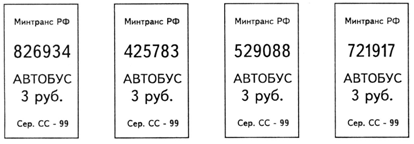 Минтранс РФ
826934
АВТОБУС
3 руб.
Сер. СС - 99
Минтранс РФ
425783
АВТОБУС
3 руб.
Сер. СС - 99
Минтранс РФ
529088
АВТОБУС
3 руб.
Сер. СС - 99
Минтранс РФ
721917
АВТОБУС
3 руб.
Сер. СС - 99